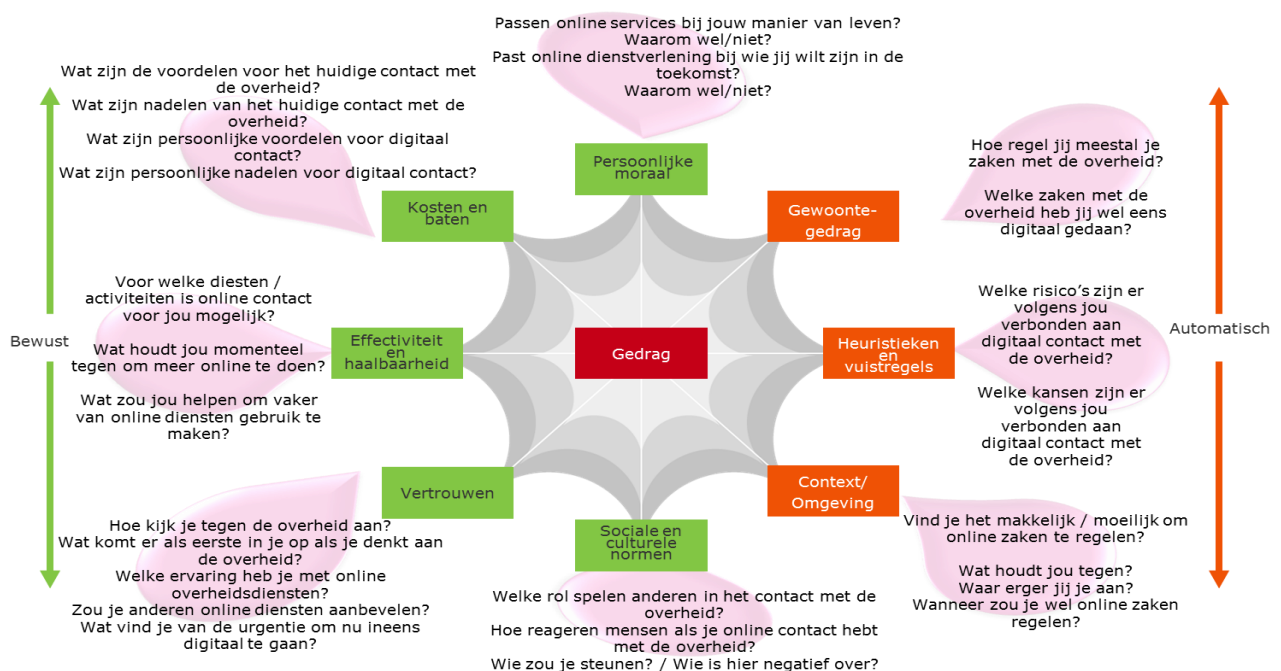 Passen online services bij jouw manier van leven?
Waarom wel/niet?
Past online dienstverlening bij wie jij wilt zijn in de
toekomst?
Waarom wel/niet?
Wat zijn de voordelen voor het huidige contact met
de overheid?
Wat zijn nadelen van het huidige contact met de
overheid?
Wat zijn persoonlijke voordelen voor digitaal
contact?
Wat zijn persoonlijke nadelen voor digitaal contact?
Persoonlijke
moraal
Hoe regel jij meestal je
zaken met de overheid?
Welke zaken met de
overheid heb jij wel eens
digitaal gedaan?
Kosten en
baten
Gewoonte-
gedrag
Voor welke diesten /
activiteiten is online contact
voor jou mogelijk?
Wat houdt jou momenteel
tegen om meer online te doen?
Wat zou jou helpen om vaker
van online diensten gebruik te
maken?
Bewust
Effectiviteit
en
haalbaarheid
Gedrag
Heuristieken
en
vuistregels
Welke risico's zijn er
volgens jou
verbonden aan
digitaal contact met
de overheid?
Welke kansen zijn er
volgens jou
verbonden aan
digitaal contact met
de overheid?
Automatisch
Vertrouwen
Context/
Omgeving
Hoe kijk je tegen de overheid aan?
Wat komt er als eerste in je op als je denkt aan
de overheid?
Welke ervaring heb je met online
overheidsdiensten?
Zou je anderen online diensten aanbevelen?
Wat vind je van de urgentie om nu ineens
digitaal te gaan?
Sociale en
culturele
normen
Welke rol spelen anderen in het contact met de
overheid?
Hoe reageren mensen als je online contact hebt
met de overheid?
Wie zou je steunen? / Wie is hier negatief over?
Vind je het makkelijk / moeilijk om
online zaken te regelen?
Wat houdt jou tegen?
Waar erger jij je aan?
Wanneer zou je wel online zaken
regelen?